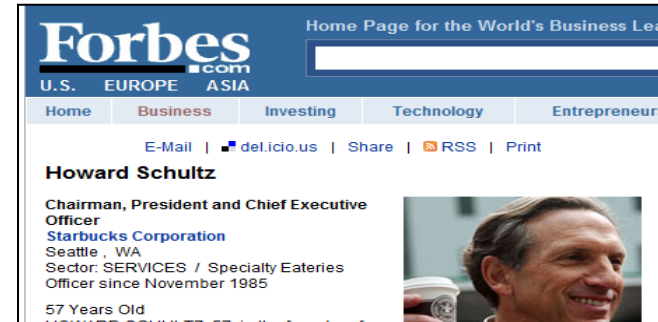 Home Page for the World's Business Lea
Forbes
.com
U.S. EUROPE ASIA
Home Business Investing Technology Entrepreneur
E-Mail | del.icio.us | Share | RSS | Print
Howard Schultz
Chairman, President and Chief Executive
Officer
Starbucks Corporation
Seattle , WA
Sector: SERVICES / Specialty Eateries
Officer since November 1985
57 Years Old